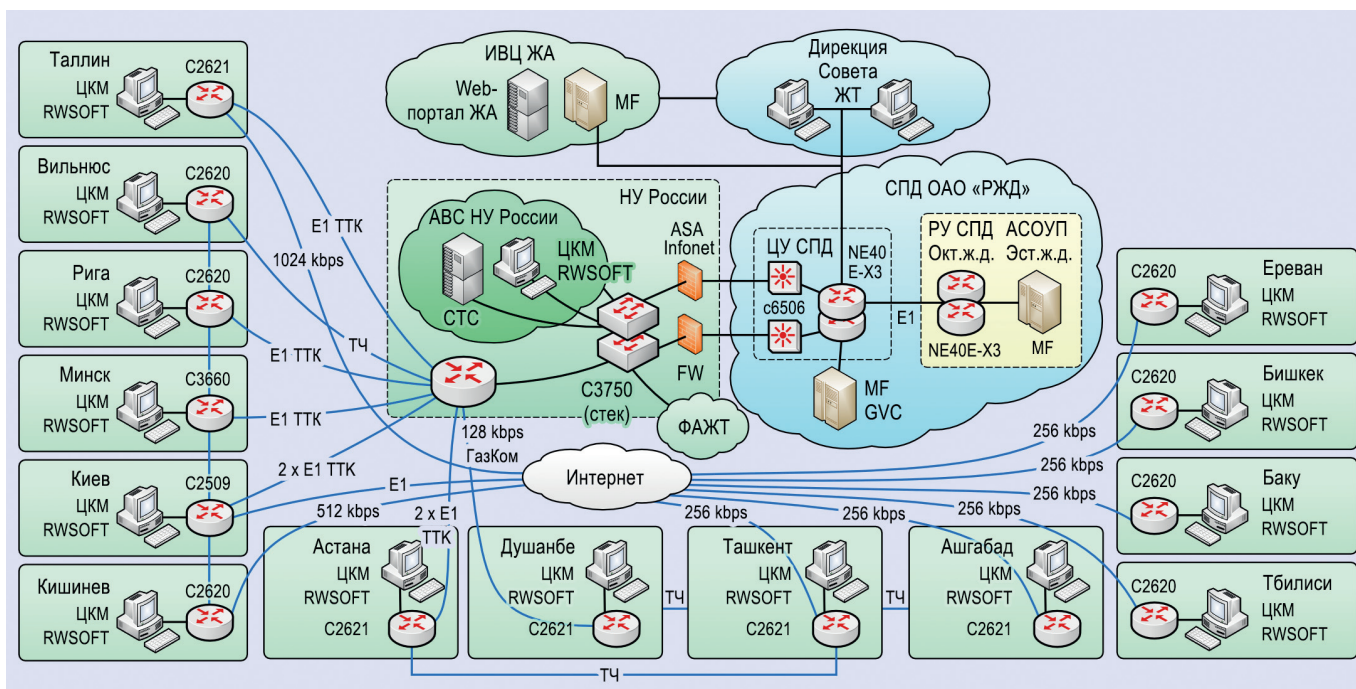 Таллин
ЦКМ
RWSOFT
C2621
Вильнюс
ЦКМ
RWSOFT
C2620
Рига
ЦКМ
RWSOFT
C2620
Минск
ЦКМ
RWSOFT
C3660
Киев
ЦКМ
RWSOFT
C2509
Кишинев
ЦКМ
RWSOFT
C2620
E1 ТТК
1024 kbps
ТЧ
E1 ТТК
E1 ТТК
2 x E1 ТТК
E1
512 kbps
ИВЦ ЖА
Web-
портал ЖА
MF
Дирекция
Совета
ЖТ
НУ России
АВС НУ России
ЦКМ
RWSOFT
СТС
ASA
Infonet
FW
C3750
(стек)
ФАЖТ
СПД ОАО «РЖД»
ЦУ СПД
NE40
E-X3
c6506
MF
GVC
E1
РУ СПД
Окт.ж.д.
NE40E-X3
АСОУП
Эст.ж.д.
MF
128 kbps
ГазКом
2 x E1
ТТК
Интернет
256 kbps
256 kbps
256 kbps
256 kbps
256 kbps
256 kbps
Астана
ЦКМ
RWSOFT
C2621
Душанбе
ЦКМ
RWSOFT
C2621
ТЧ
Ташкент
ЦКМ
RWSOFT
C2621
ТЧ
Ашгабад
ЦКМ
RWSOFT
C2621
ТЧ
C2620
Ереван
ЦКМ
RWSOFT
C2620
Бишкек
ЦКМ
RWSOFT
C2620
Баку
ЦКМ
RWSOFT
C2620
Тбилиси
ЦКМ
RWSOFT